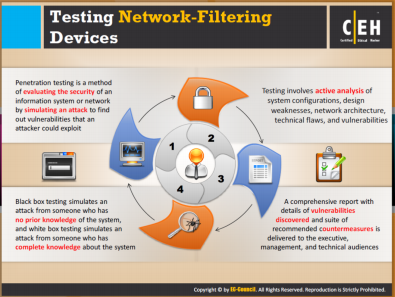 Testing Network-Filtering
Devices
C|EH
Certified Ethical Hacker
Penetration testing is a method
of evaluating the security of an
information system or network
by simulating an attack to find
out vulnerabilities that an
attacker could exploit
Testing involves active analysis of
system configurations, design
weaknesses, network architecture,
technical flaws, and vulnerabilities
1
2
3
4
Black box testing simulates an
attack from someone who has
no prior knowledge of the system,
and white box testing simulates an
attack from someone who has
complete knowledge about the system
A comprehensive report with
details of vulnerabilities
discovered and suite of
recommended countermeasures is
delivered to the executive,
management, and technical audiences
Copyright © by EC-Council. All Rights Reserved. Reproduction is Strictly Prohibited.